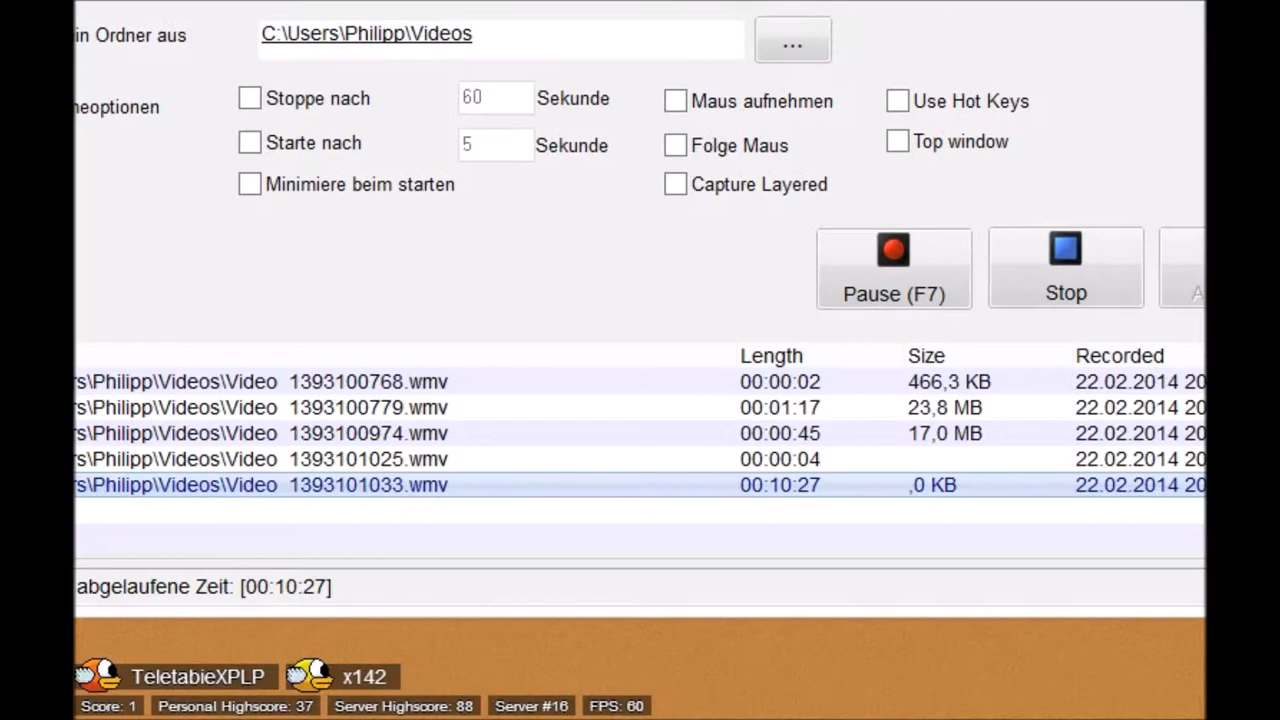 in Ordner aus C:\Users\Philipp\Videos ...
neoptionen Stoppe nach 60 Sekunde Maus aufnehmen Use Hot Keys
Starte nach 5 Sekunde Folge Maus Top window
Minimiere beim starten Capture Layered
Pause (F7) Stop A
Length Size Recorded
rs\Philipp\Videos\Video 1393100768.wmv 00:00:02 466,3 KB 22.02.2014 20
rs\Philipp\Videos\Video 1393100779.wmv 00:01:17 23,8 MB 22.02.2014 20
rs\Philipp\Videos\Video 1393100974.wmv 00:00:45 17,0 MB 22.02.2014 20
rs\Philipp\Videos\Video 1393101025.wmv 00:00:04 22.02.2014 20
rs\Philipp\Videos\Video 1393101033.wmv 00:10:27 ,0 KB 22.02.2014 20
abgelaufene Zeit: [00:10:27]
TeletabieXPLP x142
Score: 1 Personal Highscore: 37 Server Highscore: 88 Server #16 FPS: 60